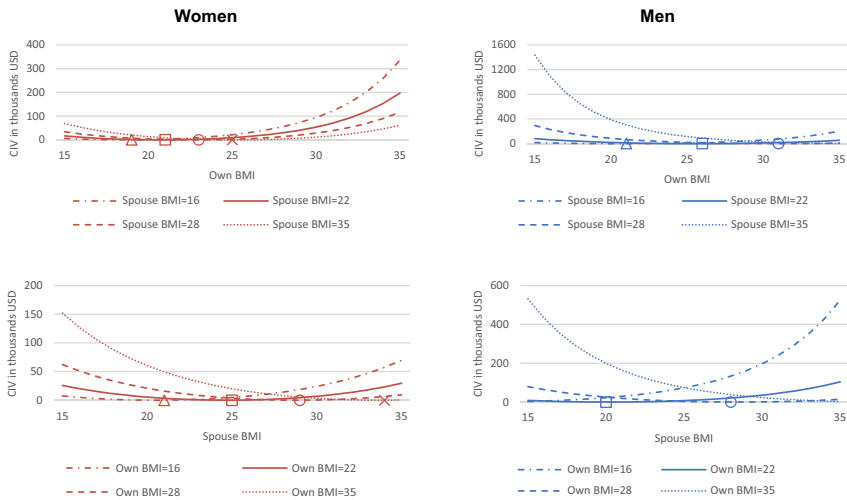 Women
Men
CIV in thousands USD
400
300
200
100
0
15
20
25
30
35
Own BMI
Spouse BMI=16
Spouse BMI=22
Spouse BMI=28
Spouse BMI=35
CIV in thousands USD
1600
1200
800
400
0
15
20
25
30
35
Own BMI
Spouse BMI=16
Spouse BMI=22
Spouse BMI=28
Spouse BMI=35
CIV in thousands USD
200
150
100
50
0
15
20
25
30
35
Spouse BMI
Own BMI=16
Own BMI=22
Own BMI=28
Own BMI=35
CIV in thousands USD
600
400
200
0
15
20
25
30
35
Spouse BMI
Own BMI=16
Own BMI=22
Own BMI=28
Own BMI=35